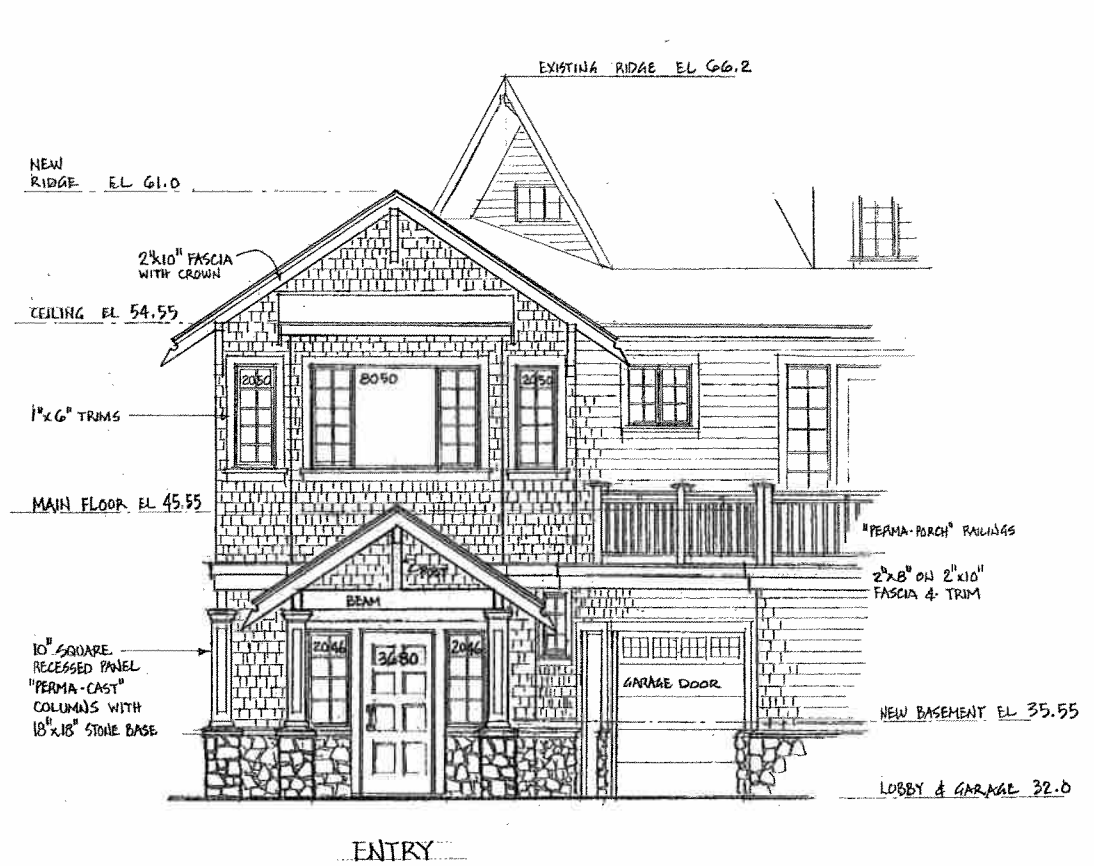 EXISTING RIDGE EL 66.2
NEW
RIDGE EL 61.0
2"x10" FASCIA
WITH CROWN
CEILING EL 54.55
2050
8050
2050
1"x6" TRIMS
MAIN FLOOR EL 45.55
"PERMA-PORCH" RAILINGS
POST
2"x8" ON 2"x10"
FASCIA & TRIM
BEAM
10" SQUARE
RECESSED PANEL
"PERMA-CAST"
COLUMNS WITH
18"x18" STONE BASE
2046
3680
2046
GARAGE DOOR
NEW BASEMENT EL 35.55
LOBBY & GARAGE 32.0
ENTRY